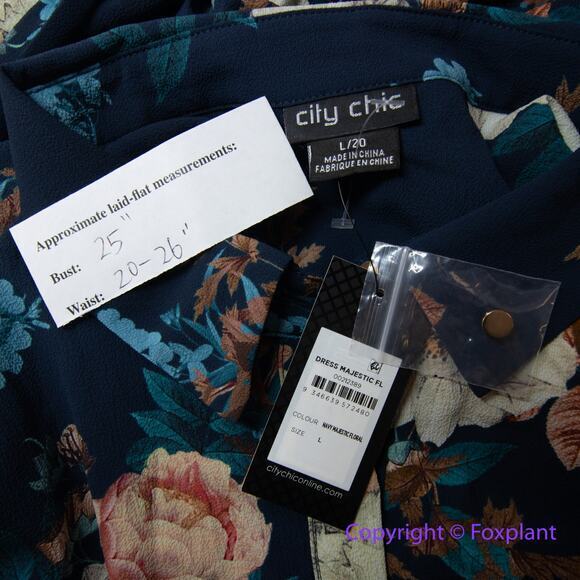 city chic
L/20
MADE IN CHINA
FABRIQUE EN CHINE
Approximate laid-flat measurements:
Bust: 25"
Waist: 20-26"
DRESS MAJESTIC FL
00212389
9 346639 572480
COLOUR NAVY MAJESTIC FLORAL
SIZE L
citychiconline.com
Copyright © Foxplant